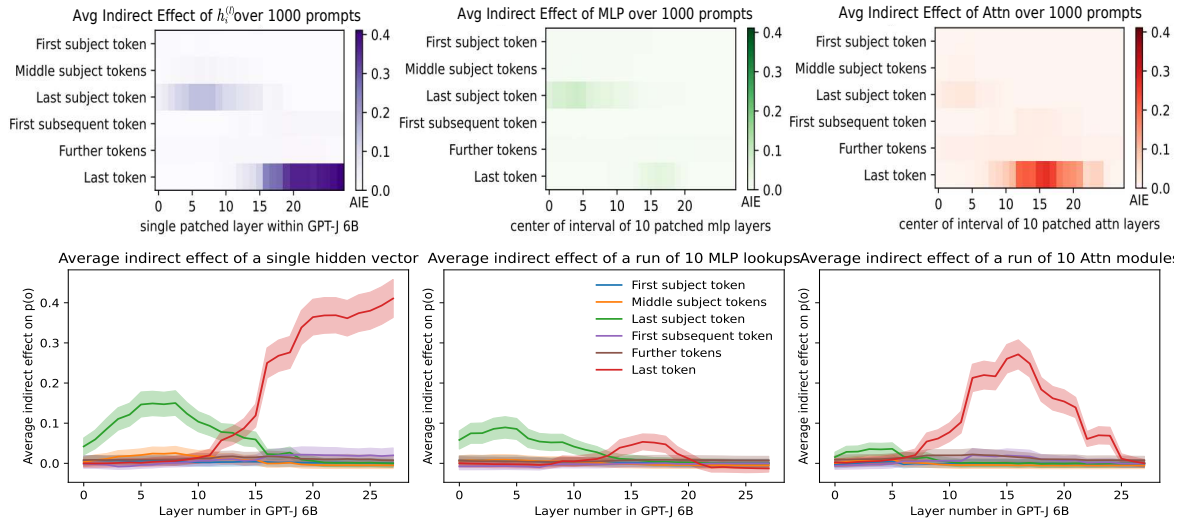 Avg Indirect Effect of h_i^(l) over 1000 prompts
First subject token
Middle subject tokens
Last subject token
First subsequent token
Further tokens
Last token
0 5 10 15 20
single patched layer within GPT-J 6B
0.4
0.3
0.2
0.1
0.0
AIE
Avg Indirect Effect of MLP over 1000 prompts
First subject token
Middle subject tokens
Last subject token
First subsequent token
Further tokens
Last token
0 5 10 15 20
center of interval of 10 patched mlp layers
0.4
0.3
0.2
0.1
0.0
AIE
Avg Indirect Effect of Attn over 1000 prompts
First subject token
Middle subject tokens
Last subject token
First subsequent token
Further tokens
Last token
0 5 10 15 20
center of interval of 10 patched attn layers
0.4
0.3
0.2
0.1
0.0
AIE
Average indirect effect of a single hidden vector
Average indirect effect on p(o)
0.4
0.3
0.2
0.1
0.0
0 5 10 15 20 25
Layer number in GPT-J 6B
Average indirect effect of a run of 10 MLP lookups
Average indirect effect on p(o)
First subject token
Middle subject tokens
Last subject token
First subsequent token
Further tokens
Last token
0 5 10 15 20 25
Layer number in GPT-J 6B
Average indirect effect of a run of 10 Attn modules
Average indirect effect on p(o)
0 5 10 15 20 25
Layer number in GPT-J 6B